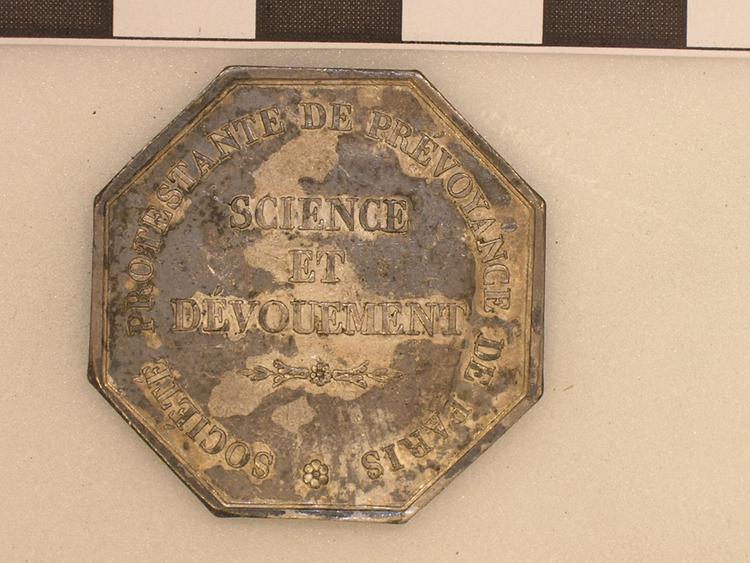 SOCIÉTÉ PROTESTANTE DE PRÉVOYANCE DE PARIS
SCIENCE
ET
DÉVOUEMENT